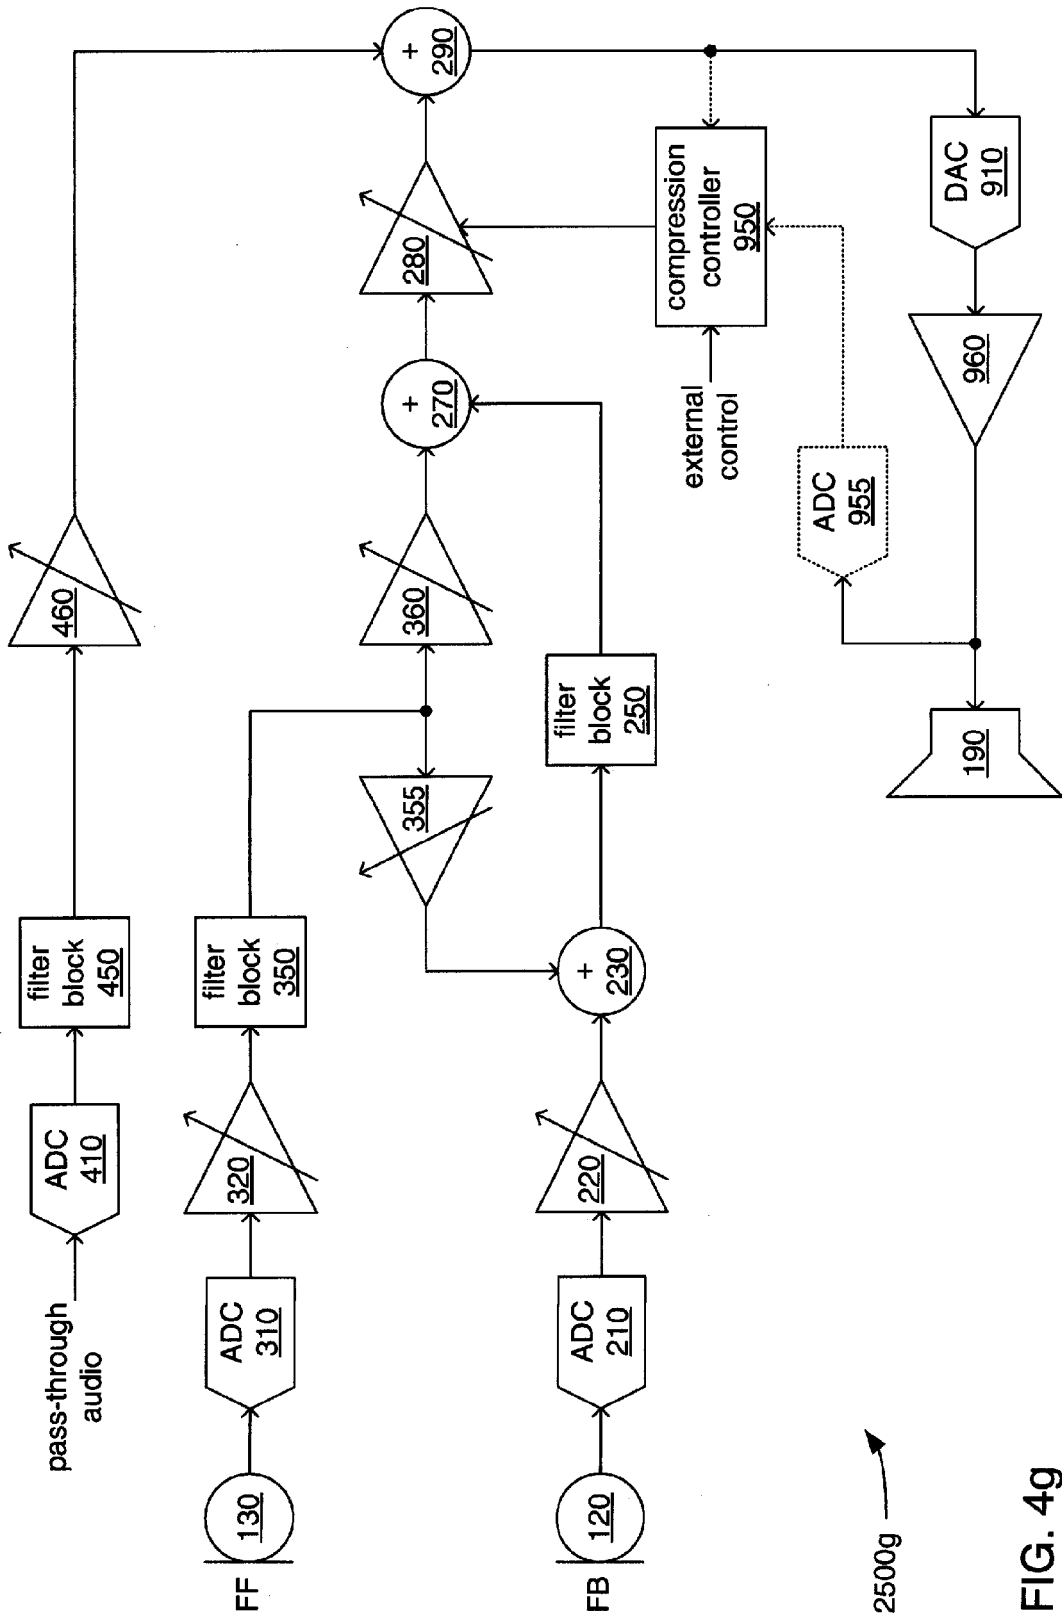 pass-through
audio
ADC
410
filter
block
450
460
+
290
FF
130
ADC
310
320
filter
block
350
355
360
+
270
280
FB
120
ADC
210
220
+
230
filter
block
250
external
control
compression
controller
950
ADC
955
DAC
910
960
190
2500g
FIG. 4g